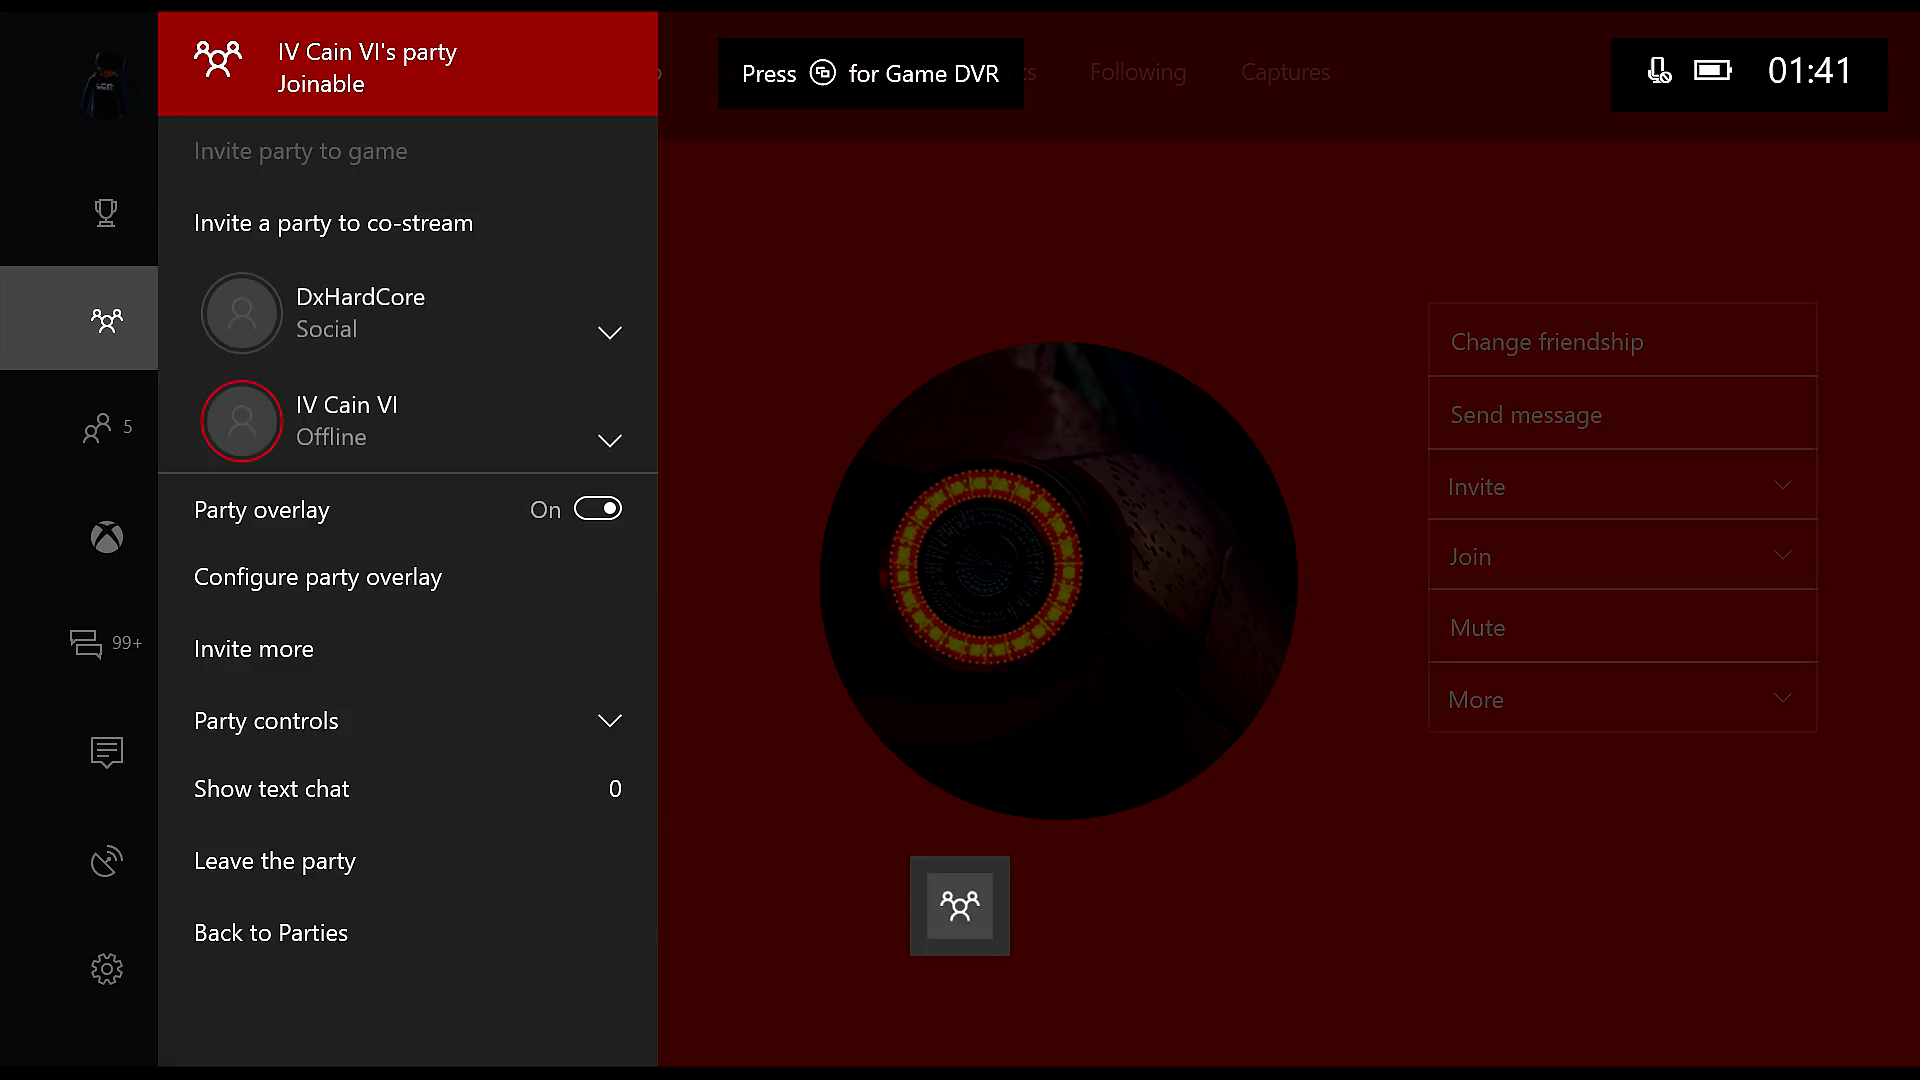 IV Cain VI's party
Joinable
Press for Game DVR
Following
Captures
01:41
Invite party to game
Invite a party to co-stream
DxHardCore
Social
IV Cain VI
Offline
5
99+
Party overlay On
Configure party overlay
Invite more
Party controls
Show text chat 0
Leave the party
Back to Parties
Change friendship
Send message
Invite
Join
Mute
More